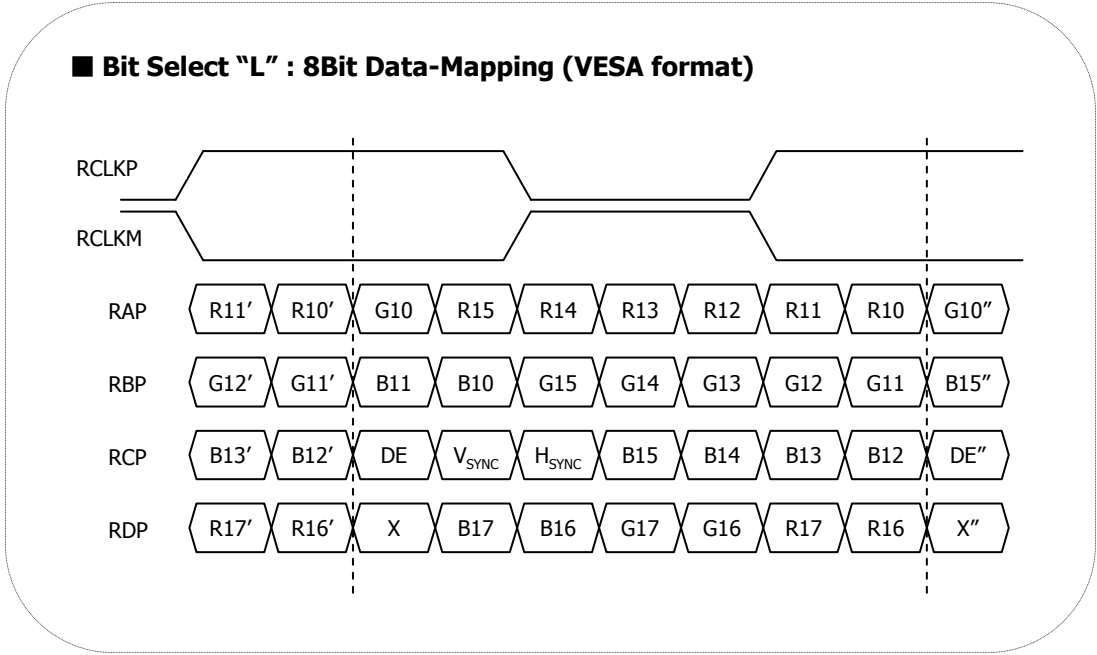 ■ Bit Select “L” : 8Bit Data-Mapping (VESA format)
RCLKP
RCLKM
RAP R11′ R10′ G10 R15 R14 R13 R12 R11 R10 G10″
RBP G12′ G11′ B11 B10 G15 G14 G13 G12 G11 B15″
RCP B13′ B12′ DE VSYNC HSYNC B15 B14 B13 B12 DE″
RDP R17′ R16′ X B17 B16 G17 G16 R17 R16 X″